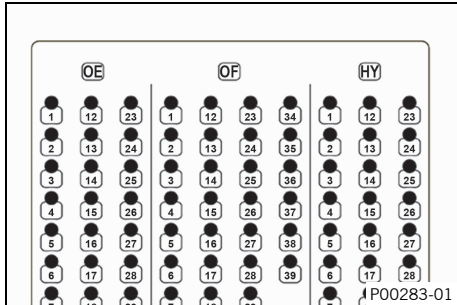 OE OF HY
1 12 23 1 12 23 34 1 12 23
2 13 24 2 13 24 35 2 13 24
3 14 25 3 14 25 36 3 14 25
4 15 26 4 15 26 37 4 15 26
5 16 27 5 16 27 38 5 16 27
6 17 28 6 17 28 39 6 17 28
P00283-01